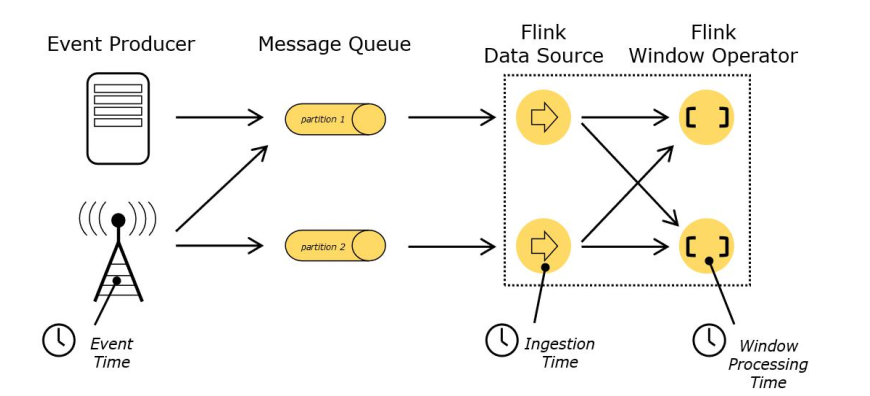 Event Producer
Message Queue
Flink
Data Source
Flink
Window Operator
partition 1
partition 2
Event
Time
Ingestion
Time
Window
Processing
Time